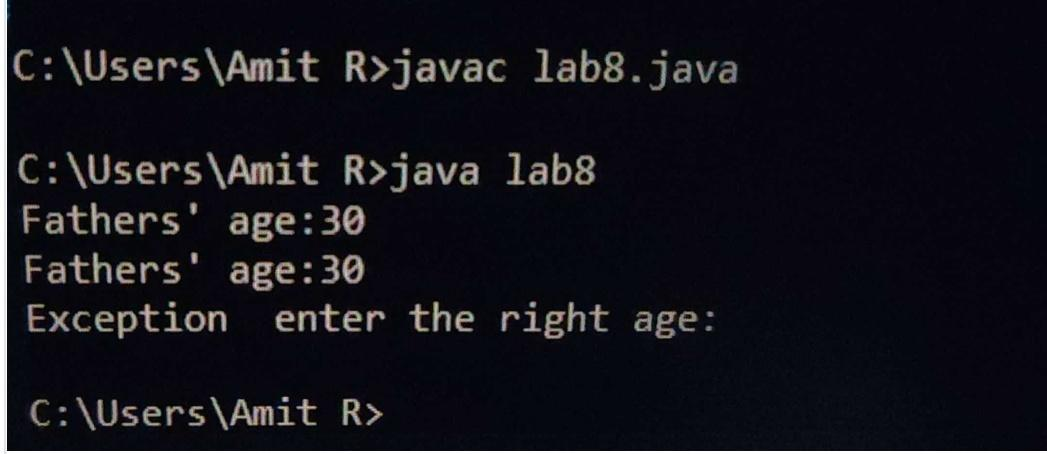 C:\Users\Amit R>javac lab8.java
C:\Users\Amit R>java lab8
Fathers' age:30
Fathers' age:30
Exception  enter the right age:
C:\Users\Amit R>